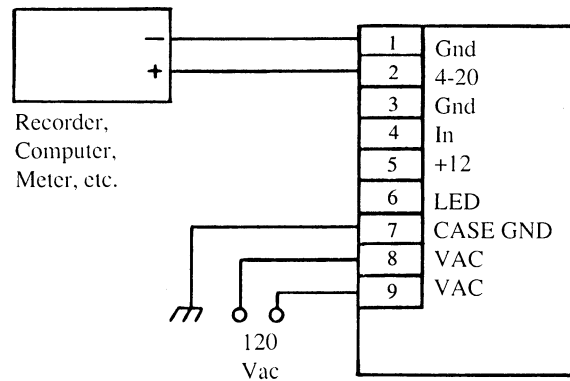 −
+
Recorder,
Computer,
Meter, etc.
1 Gnd
2 4-20
3 Gnd
4 In
5 +12
6 LED
7 CASE GND
8 VAC
9 VAC
120
Vac